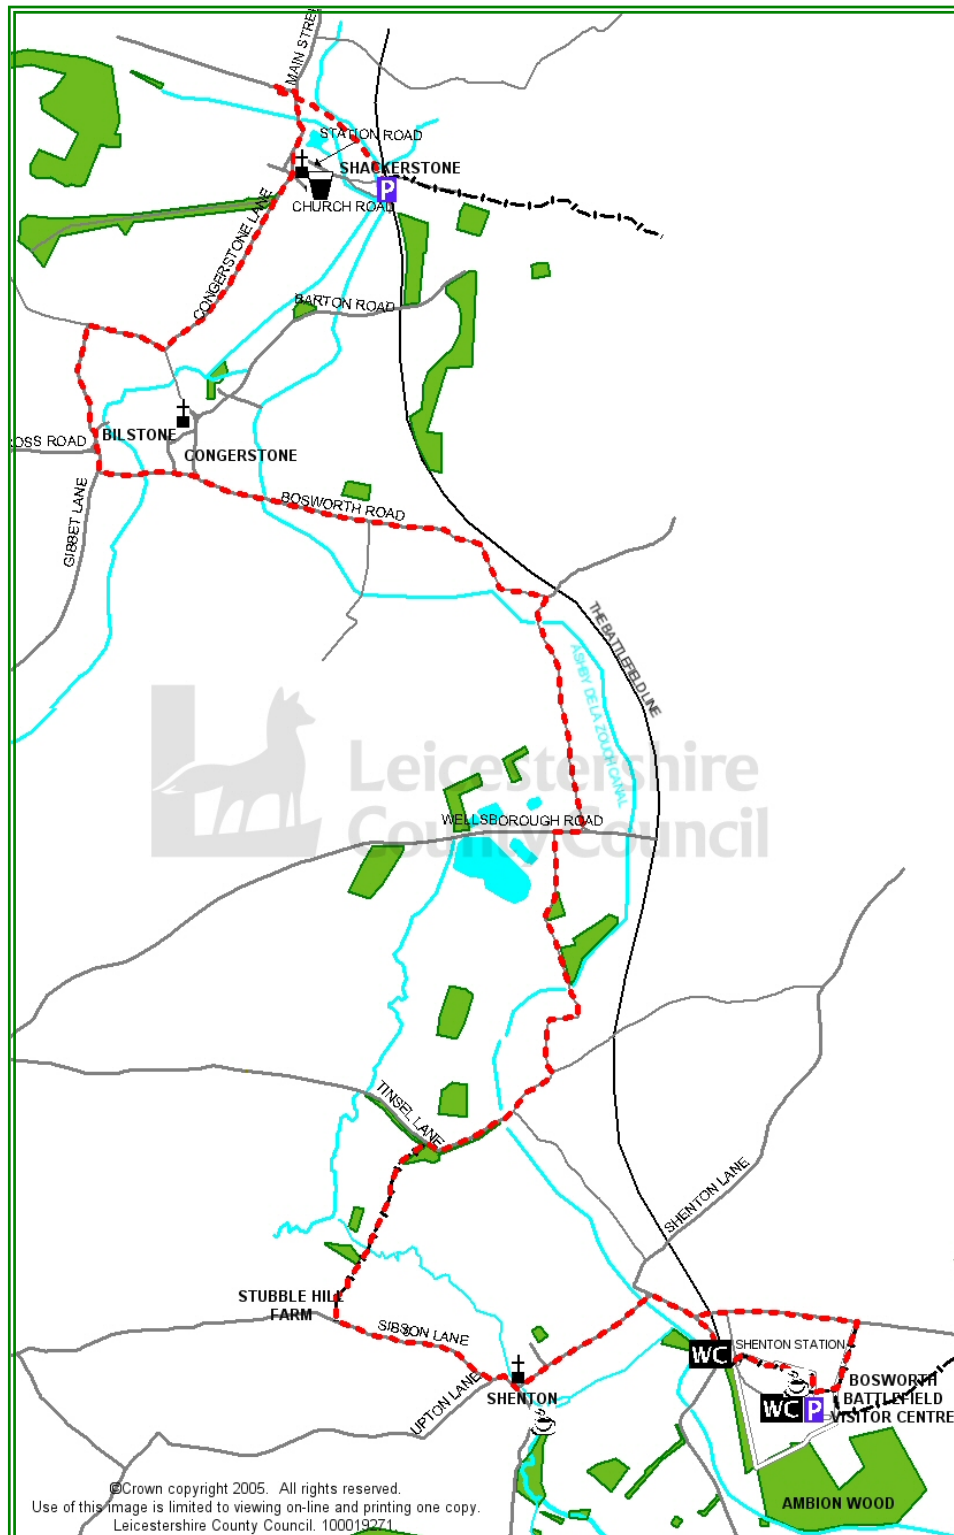 MAIN STREE
STATION ROAD
SHACKERSTONE
P
CHURCH ROAD
CONGERSTONE LANE
BARTON ROAD
BILSTONE
OSS ROAD
CONGERSTONE
GIBBET LANE
BOSWORTH ROAD
THE BATTLEFIELD LINE
ASHBY DE LA ZOUCH CANAL
Leicestershire
County Council
WELLSBOROUGH ROAD
TINSEL LANE
SHENTON LANE
STUBBLE HILL
FARM
SIBSON LANE
SHENTON STATION
WC
UPTON LANE
SHENTON
BOSWORTH
BATTLEFIELD
VISITOR CENTRE
WC P
AMBION WOOD
©Crown copyright 2005. All rights reserved.
Use of this image is limited to viewing on-line and printing one copy.
Leicestershire County Council. 100019271